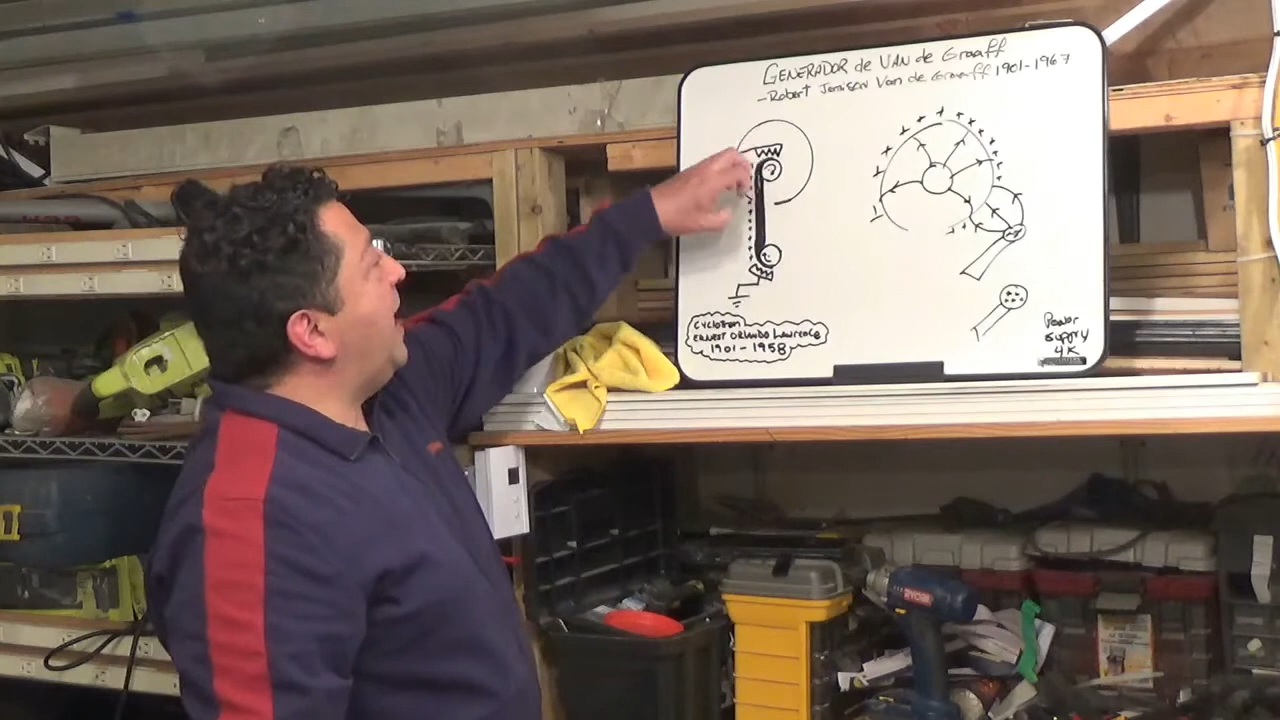 GENERADOR de VAN de Graaff
- Robert Jemison Van de Graaff 1901-1967
Cyclotron
ERNEST ORLANDO Lawrence
1901 - 1958
Power
supply
4K
RYOBI